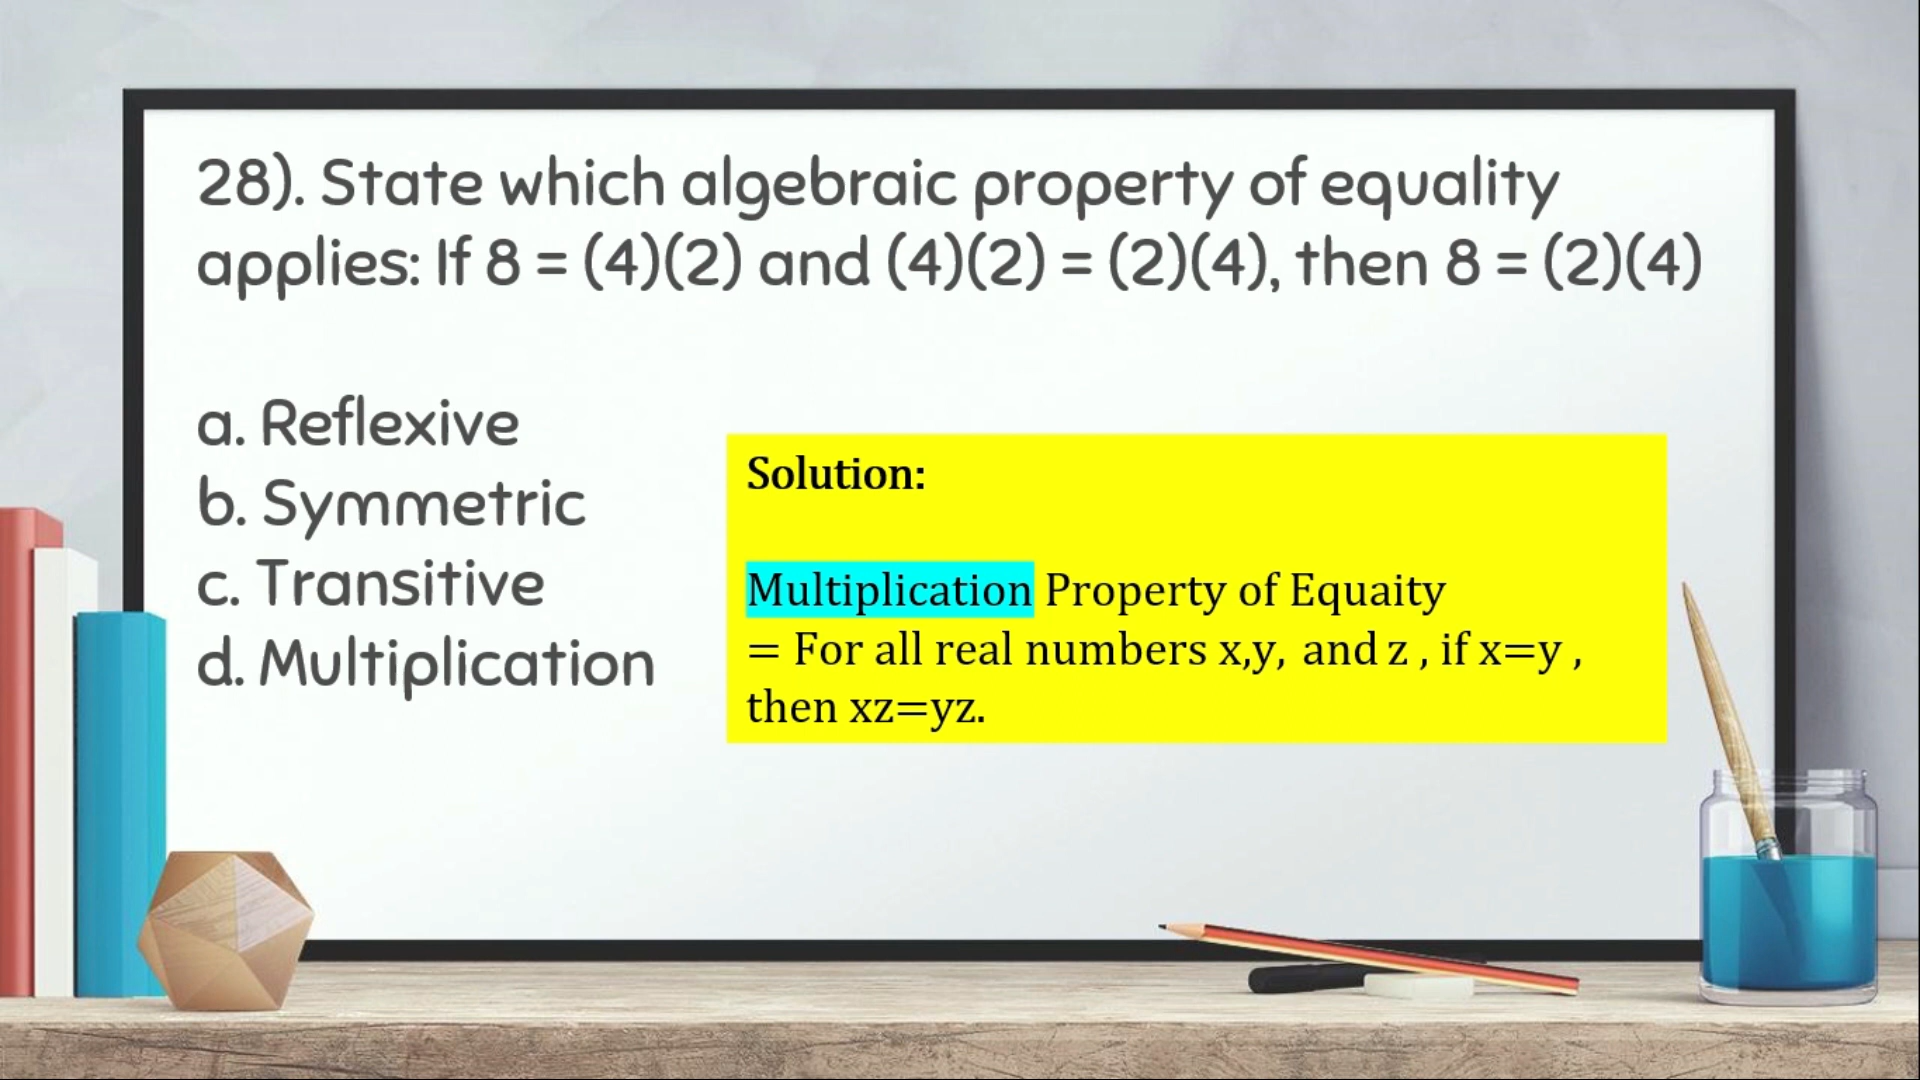 28). State which algebraic property of equality
applies: If 8 = (4)(2) and (4)(2) = (2)(4), then 8 = (2)(4)
a. Reflexive
b. Symmetric
c. Transitive
d. Multiplication
Solution:
Multiplication Property of Equaity
= For all real numbers x,y, and z , if x=y ,
then xz=yz.